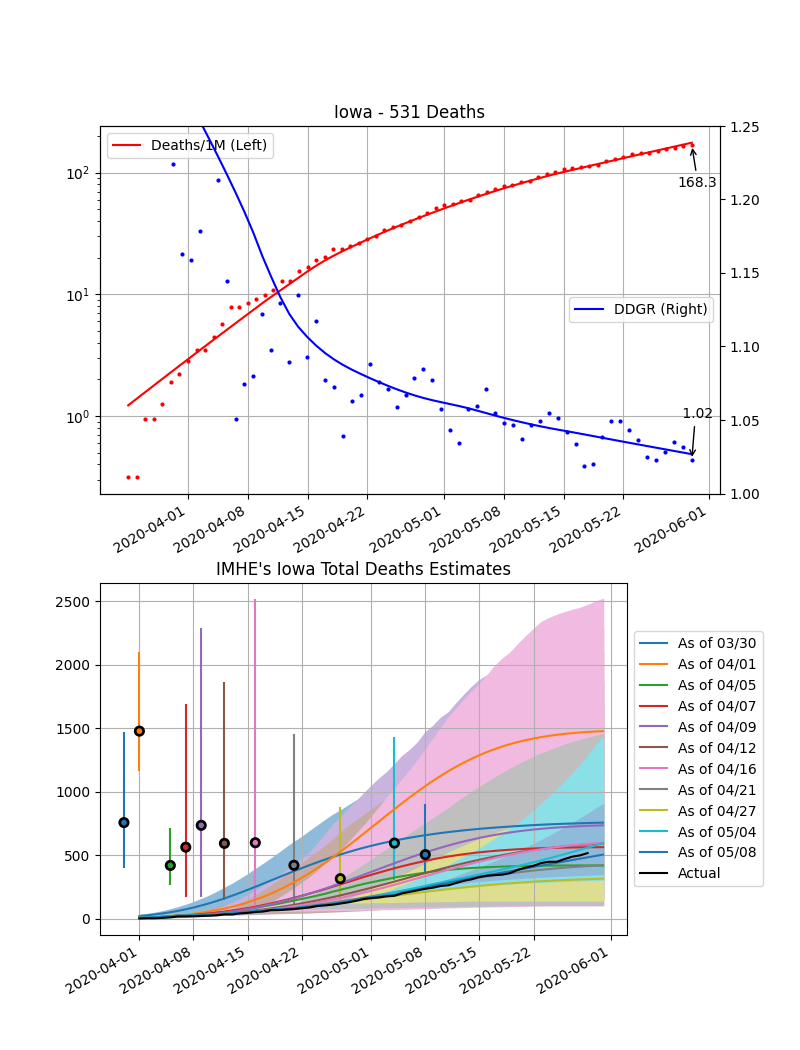 Iowa - 531 Deaths
Deaths/1M (Left)
DDGR (Right)
168.3
1.02
10²
10¹
10⁰
1.25
1.20
1.15
1.10
1.05
1.00
2020-04-01
2020-04-08
2020-04-15
2020-04-22
2020-05-01
2020-05-08
2020-05-15
2020-05-22
2020-06-01
IMHE's Iowa Total Deaths Estimates
2500
2000
1500
1000
500
0
2020-04-01
2020-04-08
2020-04-15
2020-04-22
2020-05-01
2020-05-08
2020-05-15
2020-05-22
2020-06-01
As of 03/30
As of 04/01
As of 04/05
As of 04/07
As of 04/09
As of 04/12
As of 04/16
As of 04/21
As of 04/27
As of 05/04
As of 05/08
Actual